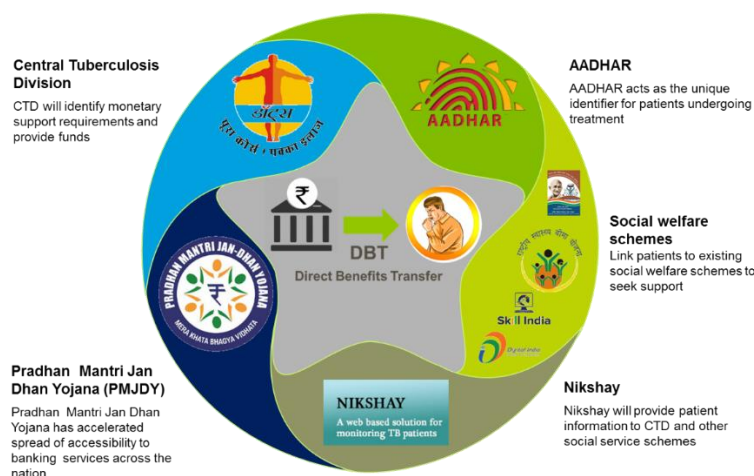 Central Tuberculosis
Division
CTD will identify monetary
support requirements and
provide funds
डॉट्स
पूरा कोर्स • पक्का इलाज
AADHAR
AADHAR
AADHAR acts as the unique
identifier for patients undergoing
treatment
DBT
Direct Benefits Transfer
राष्ट्रीय स्वास्थ्य बीमा योजना
Skill India
Digital India
Social welfare
schemes
Link patients to existing
social welfare schemes to
seek support
PRADHAN MANTRI JAN-DHAN YOJANA
MERA KHATA BHAGYA VIDHATA
Pradhan Mantri Jan
Dhan Yojana (PMJDY)
Pradhan Mantri Jan Dhan
Yojana has accelerated
spread of accessibility to
banking services across the
nation
NIKSHAY
A web based solution for
monitoring TB patients
Nikshay
Nikshay will provide patient
information to CTD and other
social service schemes